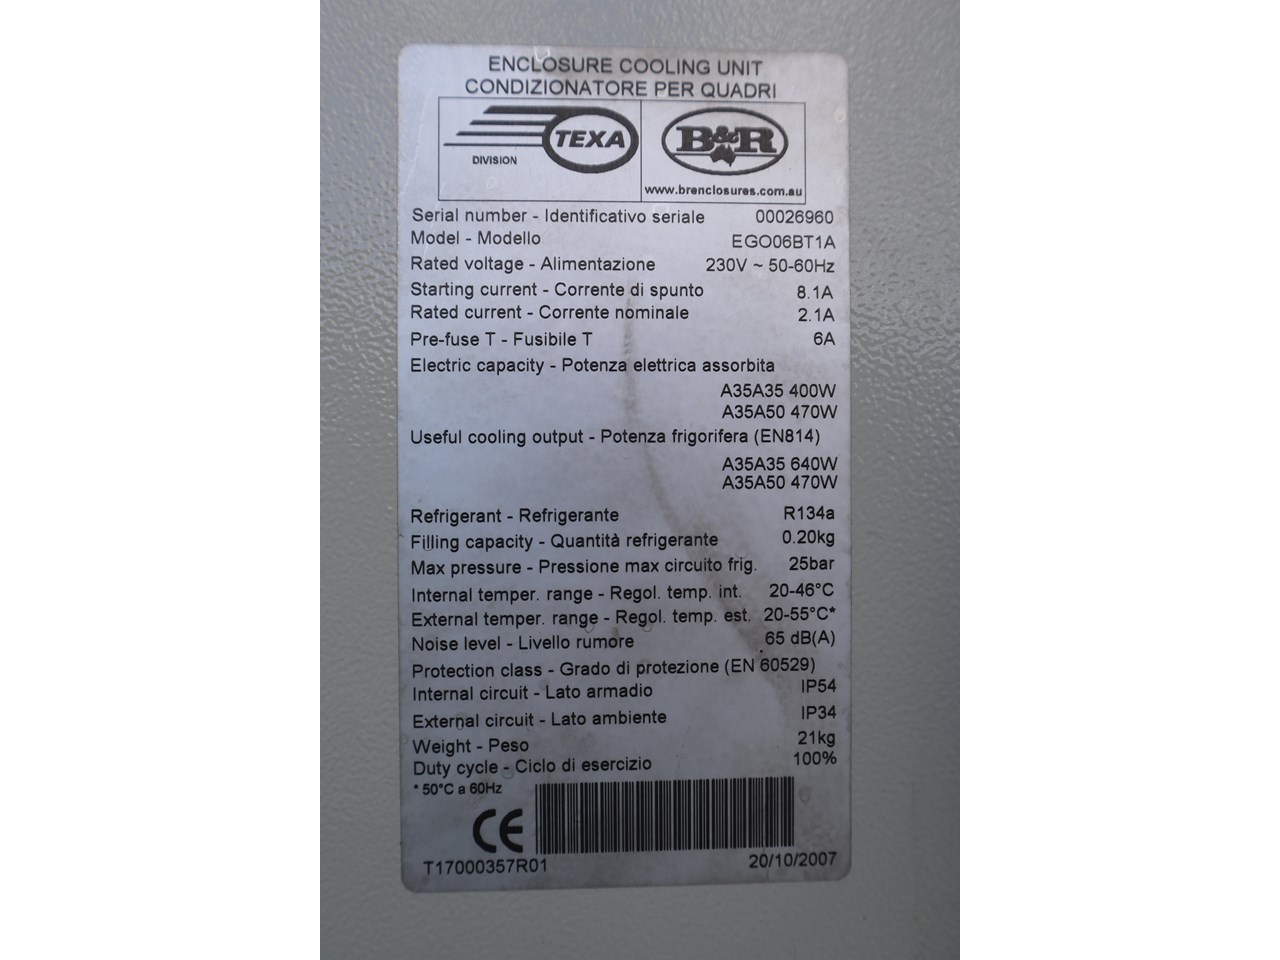 ENCLOSURE COOLING UNIT
CONDIZIONATORE PER QUADRI
TEXA
DIVISION
B&R
www.brenclosures.com.au
Serial number - Identificativo seriale 00026960
Model - Modello EGO06BT1A
Rated voltage - Alimentazione 230V ~ 50-60Hz
Starting current - Corrente di spunto 8.1A
Rated current - Corrente nominale 2.1A
Pre-fuse T - Fusibile T 6A
Electric capacity - Potenza elettrica assorbita
A35A35 400W
A35A50 470W
Useful cooling output - Potenza frigorifera (EN814)
A35A35 640W
A35A50 470W
Refrigerant - Refrigerante R134a
Filling capacity - Quantità refrigerante 0.20kg
Max pressure - Pressione max circuito frig. 25bar
Internal temper. range - Regol. temp. int. 20-46°C
External temper. range - Regol. temp. est. 20-55°C*
Noise level - Livello rumore 65 dB(A)
Protection class - Grado di protezione (EN 60529)
Internal circuit - Lato armadio IP54
External circuit - Lato ambiente IP34
Weight - Peso 21kg
Duty cycle - Ciclo di esercizio 100%
* 50°C a 60Hz
CE
T17000357R01 20/10/2007